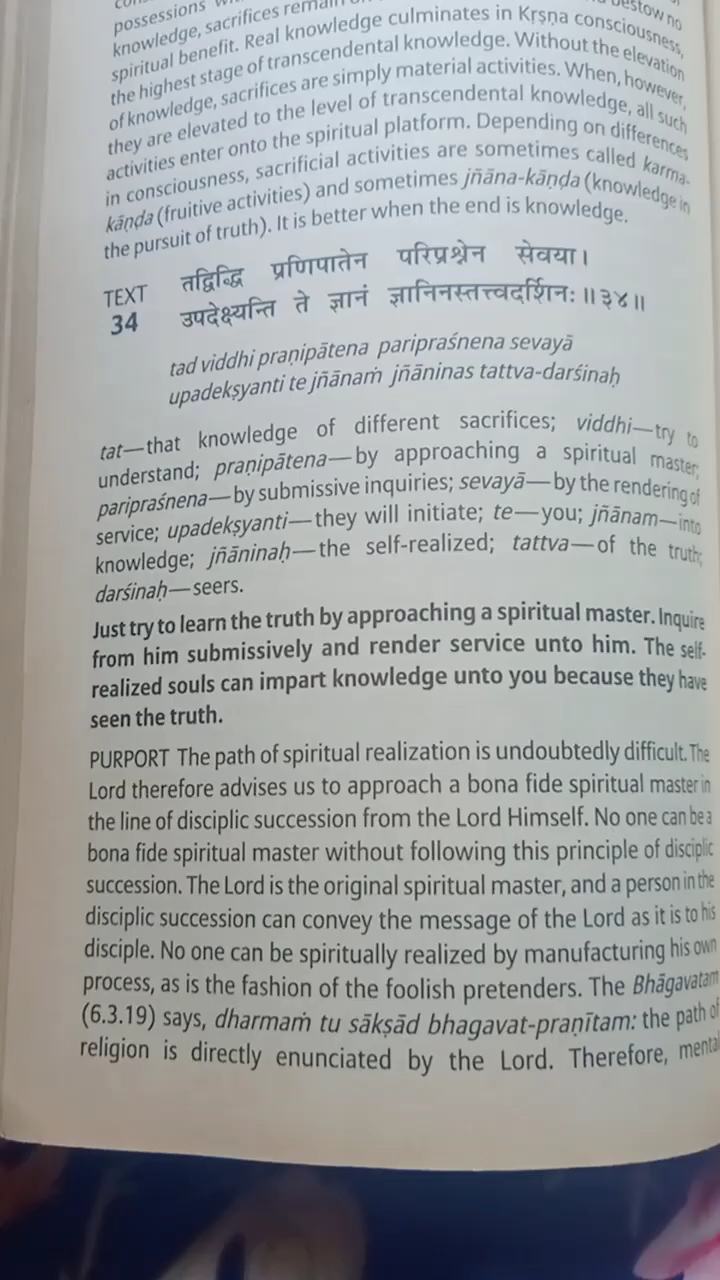 possessions
knowledge, sacrifices remain
bestow no
spiritual benefit. Real knowledge culminates in Kṛṣṇa consciousness,
the highest stage of transcendental knowledge. Without the elevation
of knowledge, sacrifices are simply material activities. When, however,
they are elevated to the level of transcendental knowledge, all such
activities enter onto the spiritual platform. Depending on differences
in consciousness, sacrificial activities are sometimes called karma-
kāṇḍa (fruitive activities) and sometimes jñāna-kāṇḍa (knowledge in
the pursuit of truth). It is better when the end is knowledge.
TEXT 34
तद्विद्धि प्रणिपातेन परिप्रश्नेन सेवया।
उपदेक्ष्यन्ति ते ज्ञानं ज्ञानिनस्तत्त्वदर्शिनः॥३४॥
tad viddhi praṇipātena paripraśnena sevayā
upadekṣyanti te jñānaṁ jñāninas tattva-darśinaḥ
tat—that knowledge of different sacrifices; viddhi—try to
understand; praṇipātena—by approaching a spiritual master;
paripraśnena—by submissive inquiries; sevayā—by the rendering of
service; upadekṣyanti—they will initiate; te—you; jñānam—into
knowledge; jñāninaḥ—the self-realized; tattva—of the truth;
darśinaḥ—seers.
Just try to learn the truth by approaching a spiritual master. Inquire
from him submissively and render service unto him. The self-
realized souls can impart knowledge unto you because they have
seen the truth.
PURPORT The path of spiritual realization is undoubtedly difficult. The
Lord therefore advises us to approach a bona fide spiritual master in
the line of disciplic succession from the Lord Himself. No one can be a
bona fide spiritual master without following this principle of disciplic
succession. The Lord is the original spiritual master, and a person in the
disciplic succession can convey the message of the Lord as it is to his
disciple. No one can be spiritually realized by manufacturing his own
process, as is the fashion of the foolish pretenders. The Bhāgavatam
(6.3.19) says, dharmaṁ tu sākṣād bhagavat-praṇītam: the path of
religion is directly enunciated by the Lord. Therefore, mental